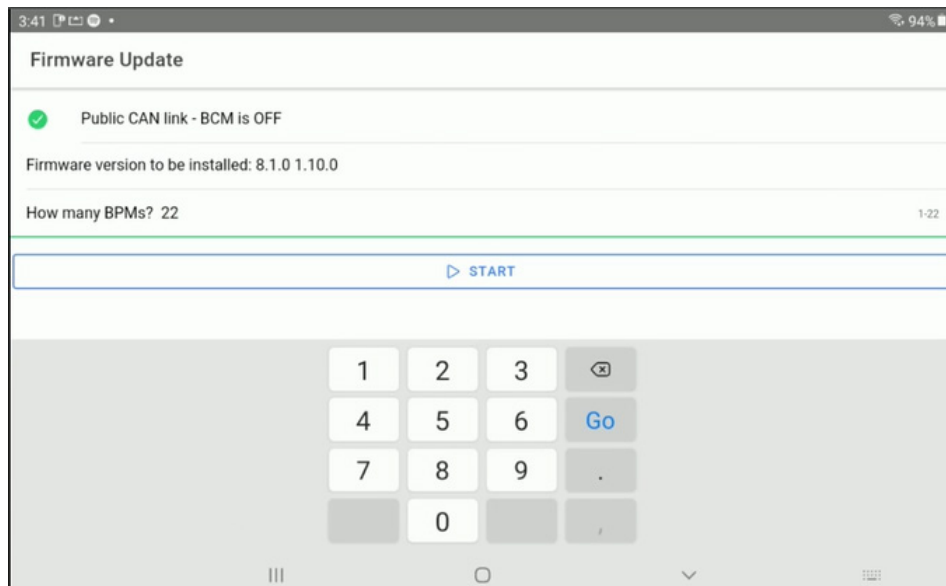 3:41 94%
Firmware Update
Public CAN link - BCM is OFF
Firmware version to be installed: 8.1.0 1.10.0
How many BPMs? 22 1-22
START
1 2 3
4 5 6 Go
7 8 9 .
0 ,